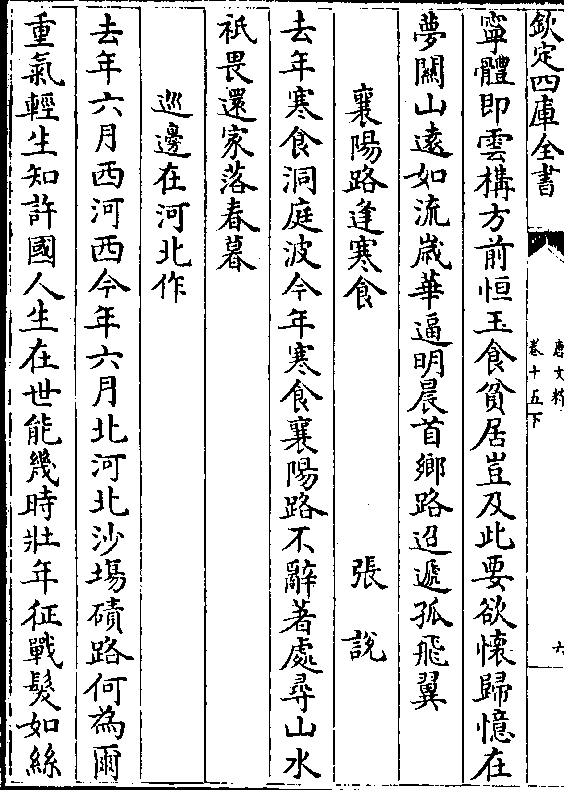 欽定四庫全書
唐文粹
卷十五下
六
寧體即雲構方前恒玉食貧居豈及此要欲懷歸憶在
夢關山遠如流歲華逼明晨首鄉路迢遞孤飛翼
襄陽路逢寒食 張說
去年寒食洞庭波今年寒食襄陽路不辭著處尋山水
祇畏還家落春暮
巡邊在河北作
去年六月西河西今年六月北河北沙塲磧路何為爾
重氣輕生知許國人生在世能幾時壯年征戰髮如絲